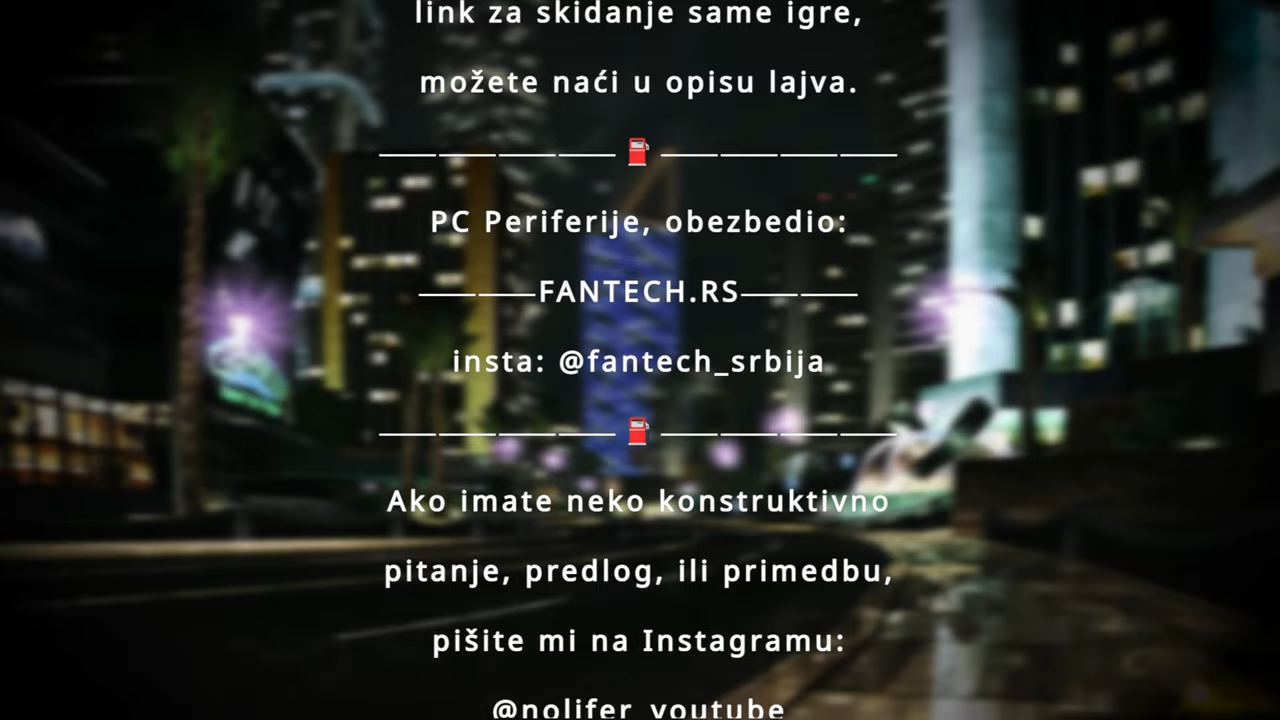 link za skidanje same igre,
možete naći u opisu lajva.
———— ⛽ ————
PC Periferije, obezbedio:
——FANTECH.RS——
insta: @fantech_srbija
———— ⛽ ————
Ako imate neko konstruktivno
pitanje, predlog, ili primedbu,
pišite mi na Instagramu:
@nolifer_youtube